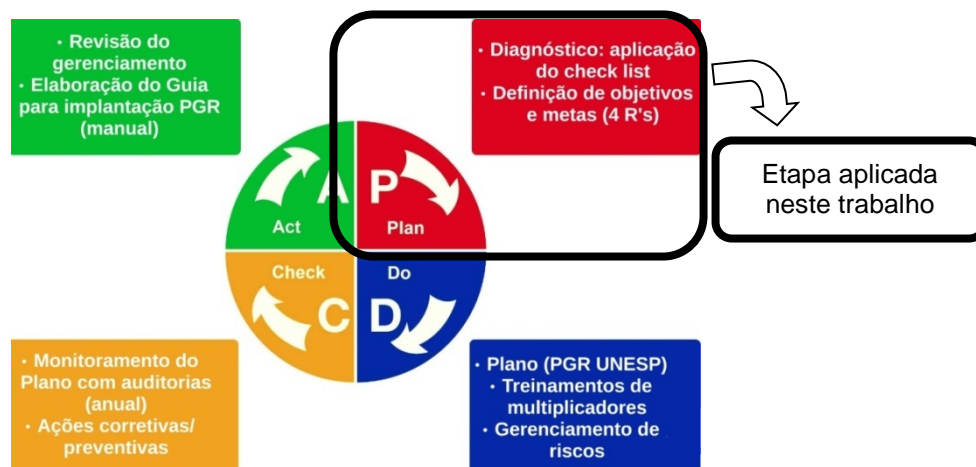 • Revisão do
gerenciamento
• Elaboração do Guia
para implantação PGR
(manual)
• Diagnóstico: aplicação
do check list
• Definição de objetivos
e metas (4 R's)
Etapa aplicada
neste trabalho
A
P
Act
Plan
Check
Do
C
D
• Monitoramento do
Plano com auditorias
(anual)
• Ações corretivas/
preventivas
• Plano (PGR UNESP)
• Treinamentos de
multiplicadores
• Gerenciamento de
riscos